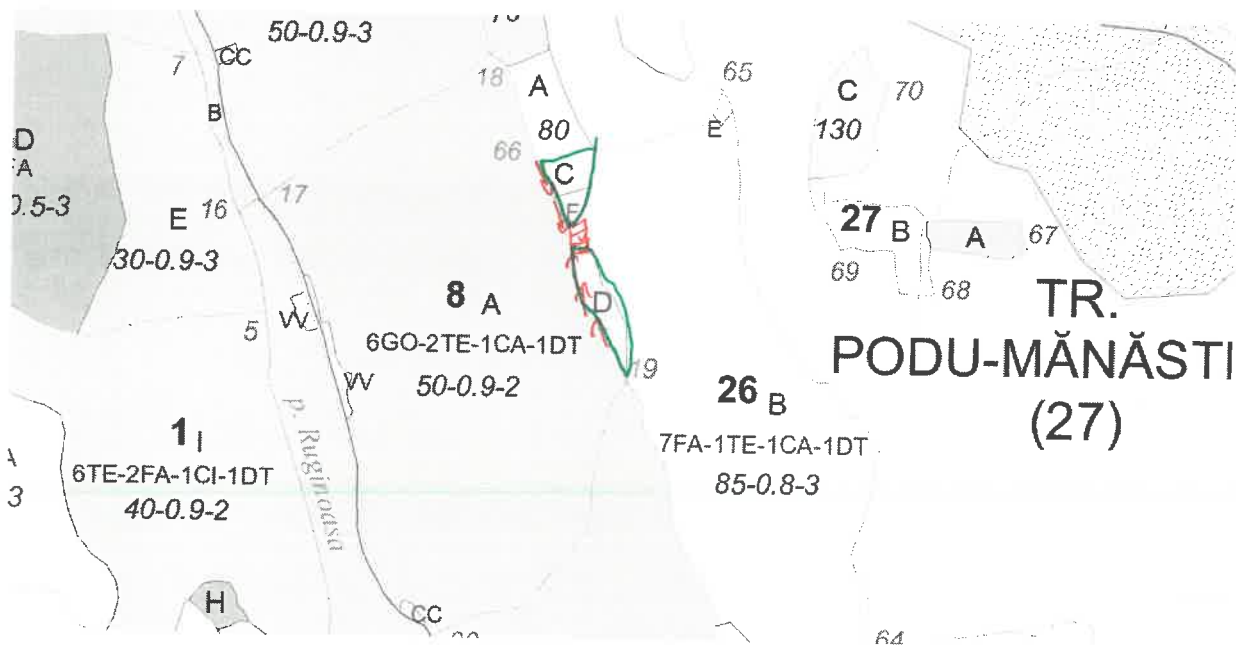 50-0.9-3
CC
7
B
D
FA
0.5-3
E
16
17
30-0.9-3
5
VV
VV
18
A
80
66
C
F
D
19
8 A
6GO-2TE-1CA-1DT
50-0.9-2
65
E
C
130
70
27 B
A
67
69
68
TR.
PODU-MĂNĂSTI
(27)
26 B
7FA-1TE-1CA-1DT
85-0.8-3
1 I
6TE-2FA-1CI-1DT
40-0.9-2
p. Ruginoasa
A
3
H
CC
64